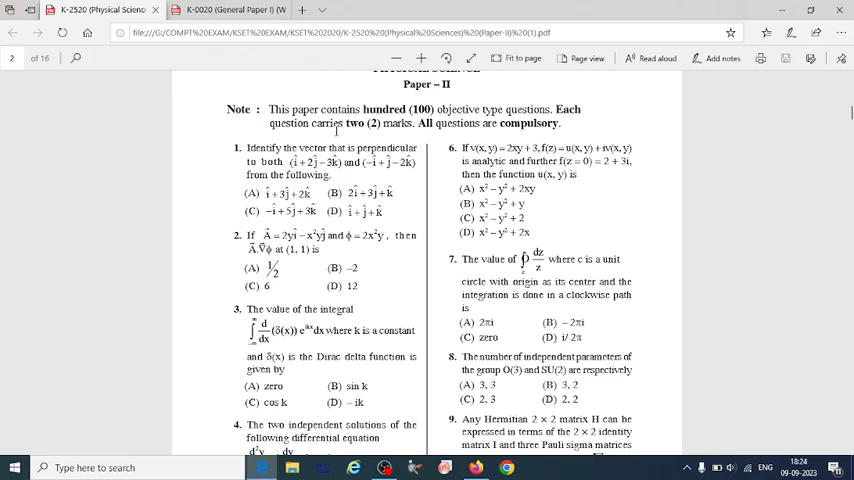 K-2520 (Physical Science
K-0020 (General Paper I) (W
file:///G:/COMPT%20EXAM/KSET%20EXAM/KSET%202020/K-2520%20(Physical%20Sciences)%20(Paper-II)%20(1).pdf
2 of 16
Fit to page
Page view
Read aloud
Add notes
PHYSICAL SCIENCE
Paper – II
Note : This paper contains hundred (100) objective type questions. Each
question carries two (2) marks. All questions are compulsory.
1. Identify the vector that is perpendicular
to both (î + 2ĵ – 3k̂) and (–î + ĵ – 2k̂)
from the following.
(A) î + 3ĵ + 2k̂ (B) 2î + 3ĵ + k̂
(C) –î + 5ĵ + 3k̂ (D) î + ĵ + k̂
2. If A⃗ = 2yî – x²yĵ and ϕ = 2x²y, then
A⃗.∇⃗ϕ at (1, 1) is
(A) 1/2 (B) –2
(C) 6 (D) 12
3. The value of the integral
∫_{–∞}^{∞} d/dx (δ(x)) e^{ikx} dx where k is a constant
and δ(x) is the Dirac delta function is
given by
(A) zero (B) sin k
(C) cos k (D) – ik
4. The two independent solutions of the
following differential equation
d²y dy
6. If v(x, y) = 2xy + 3, f(z) = u(x, y) + iv(x, y)
is analytic and further f(z = 0) = 2 + 3i,
then the function u(x, y) is
(A) x² – y² + 2xy
(B) x² – y² + y
(C) x² – y² + 2
(D) x² – y² + 2x
7. The value of ∮_c dz/z where c is a unit
circle with origin as its center and the
integration is done in a clockwise path
is
(A) 2πi (B) – 2πi
(C) zero (D) i/ 2π
8. The number of independent parameters of
the group O(3) and SU(2) are respectively
(A) 3, 3 (B) 3, 2
(C) 2, 3 (D) 2, 2
9. Any Hermitian 2 × 2 matrix H can be
expressed in terms of the 2 × 2 identity
matrix I and three Pauli sigma matrices
Type here to search
ENG
18:24
09-09-2023